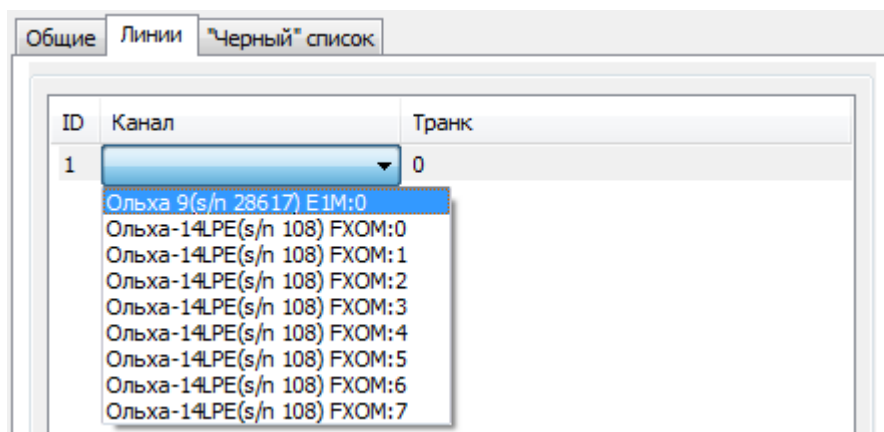 Общие Линии "Черный" список
ID Канал Транк
1 0
Ольха 9(s/n 28617) E1M:0
Ольха-14LPE(s/n 108) FXOM:0
Ольха-14LPE(s/n 108) FXOM:1
Ольха-14LPE(s/n 108) FXOM:2
Ольха-14LPE(s/n 108) FXOM:3
Ольха-14LPE(s/n 108) FXOM:4
Ольха-14LPE(s/n 108) FXOM:5
Ольха-14LPE(s/n 108) FXOM:6
Ольха-14LPE(s/n 108) FXOM:7